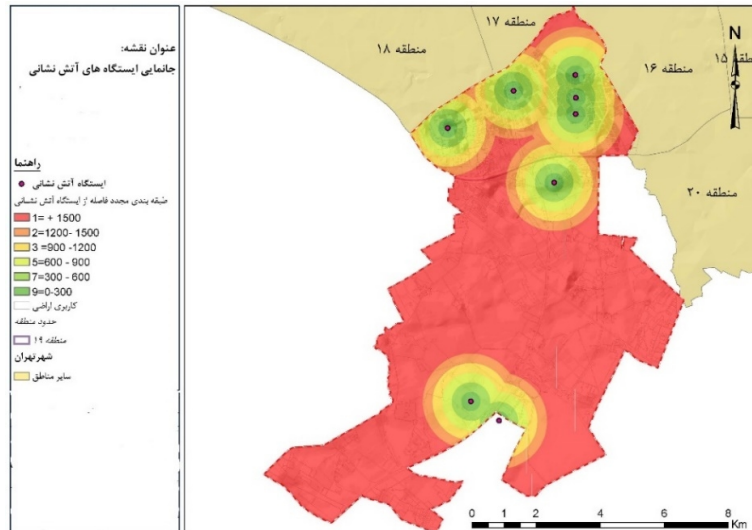 عنوان نقشه:
جانمایی ایستگاه های آتش نشانی
راهنما
ایستگاه آتش نشانی
طبقه بندی مجدد فاصله از ایستگاه آتش نشانی
1= + 1500
2=1200- 1500
3 =900 -1200
5=600 - 900
7=300 - 600
9=0-300
کاربری اراضی
حدود منطقه
منطقه ۱۹
شهرتهران
سایر مناطق
منطقه ۱۷
منطقه ۱۸
منطقه ۱۶
منطقه ۱۵
منطقه ۲۰
N
0 2 4 6 8
Km